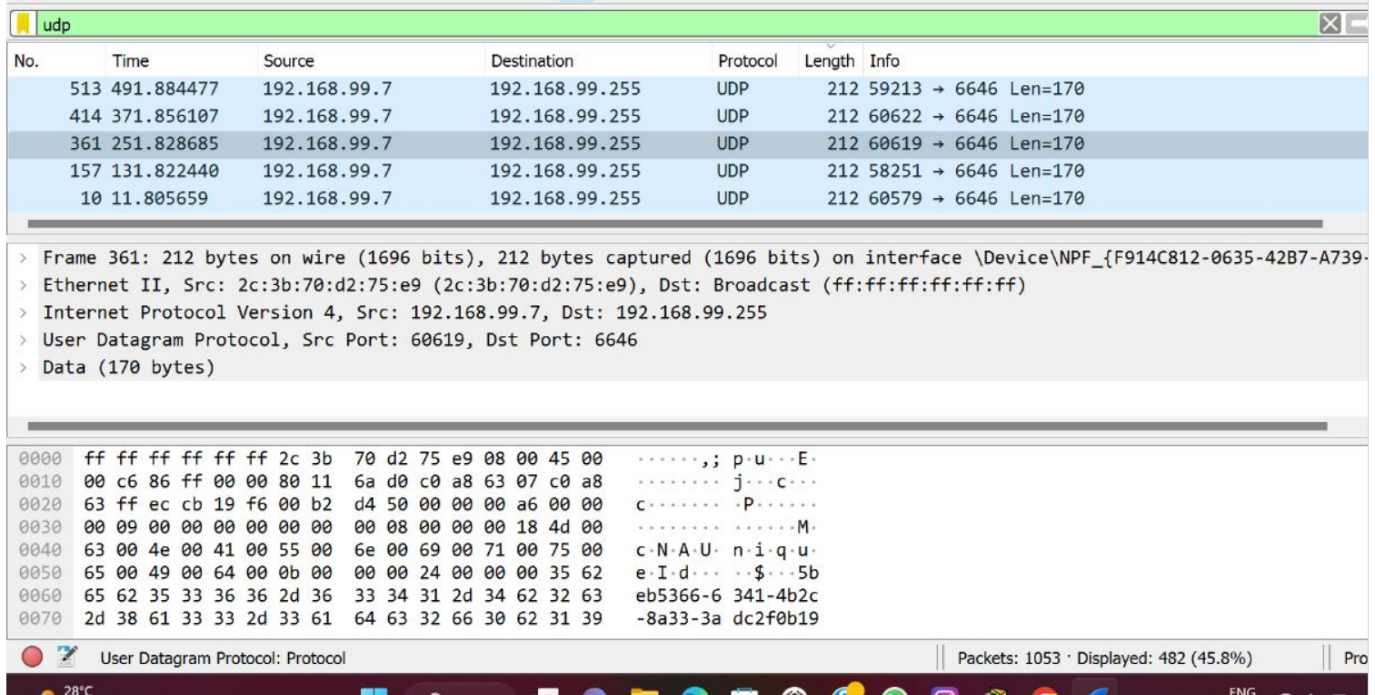 udp
No. Time Source Destination Protocol Length Info
513 491.884477 192.168.99.7 192.168.99.255 UDP 212 59213 → 6646 Len=170
414 371.856107 192.168.99.7 192.168.99.255 UDP 212 60622 → 6646 Len=170
361 251.828685 192.168.99.7 192.168.99.255 UDP 212 60619 → 6646 Len=170
157 131.822440 192.168.99.7 192.168.99.255 UDP 212 58251 → 6646 Len=170
10 11.805659 192.168.99.7 192.168.99.255 UDP 212 60579 → 6646 Len=170
> Frame 361: 212 bytes on wire (1696 bits), 212 bytes captured (1696 bits) on interface \Device\NPF_{F914C812-0635-42B7-A739-
> Ethernet II, Src: 2c:3b:70:d2:75:e9 (2c:3b:70:d2:75:e9), Dst: Broadcast (ff:ff:ff:ff:ff:ff)
> Internet Protocol Version 4, Src: 192.168.99.7, Dst: 192.168.99.255
> User Datagram Protocol, Src Port: 60619, Dst Port: 6646
> Data (170 bytes)
0000 ff ff ff ff ff ff 2c 3b 70 d2 75 e9 08 00 45 00 ······,; p·u···E·
0010 00 c6 86 ff 00 00 80 11 6a d0 c0 a8 63 07 c0 a8 ········ j···c···
0020 63 ff ec cb 19 f6 00 b2 d4 50 00 00 00 a6 00 00 c······· ·P······
0030 00 09 00 00 00 00 00 00 00 08 00 00 00 18 4d 00 ········ ······M·
0040 63 00 4e 00 41 00 55 00 6e 00 69 00 71 00 75 00 c·N·A·U· n·i·q·u·
0050 65 00 49 00 64 00 0b 00 00 00 24 00 00 00 35 62 e·I·d··· ··$···5b
0060 65 62 35 33 36 36 2d 36 33 34 31 2d 34 62 32 63 eb5366-6 341-4b2c
0070 2d 38 61 33 33 2d 33 61 64 63 32 66 30 62 31 39 -8a33-3a dc2f0b19
User Datagram Protocol: Protocol Packets: 1053 · Displayed: 482 (45.8%) Pro
28°C ENG